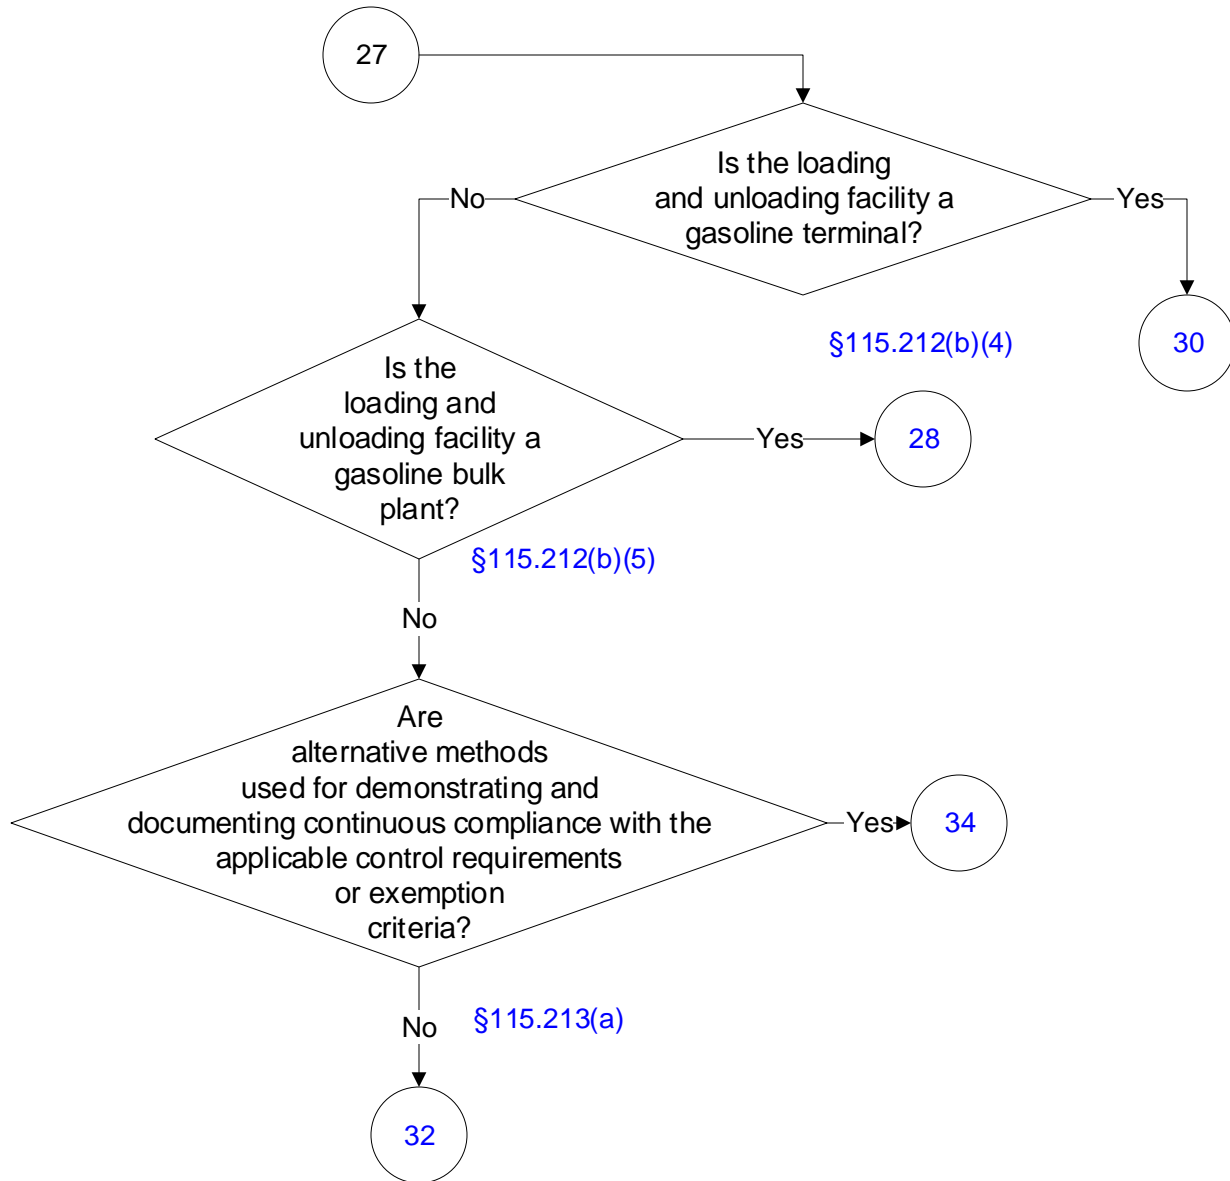 27
Is the loading
and unloading facility a
gasoline terminal?
No
Yes
§115.212(b)(4)
30
Is the
loading and
unloading facility a
gasoline bulk
plant?
Yes
28
§115.212(b)(5)
No
Are
alternative methods
used for demonstrating and
documenting continuous compliance with the
applicable control requirements
or exemption
criteria?
Yes
34
No
§115.213(a)
32